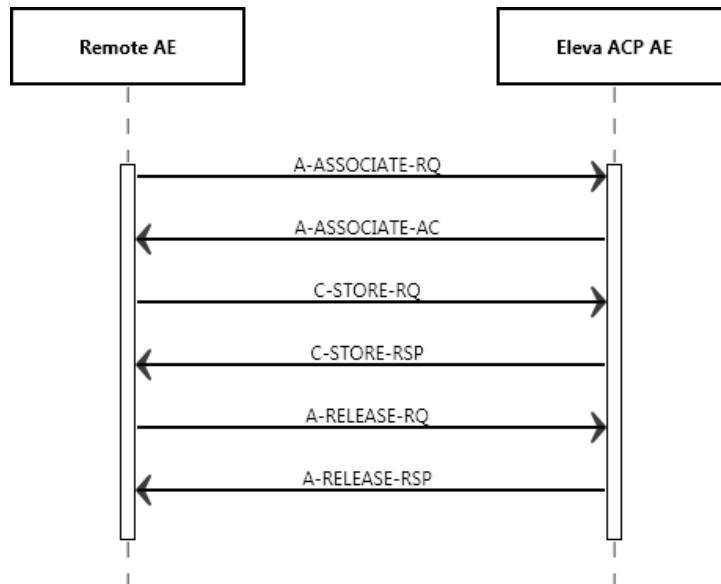 Remote AE
Eleva ACP AE
A-ASSOCIATE-RQ
A-ASSOCIATE-AC
C-STORE-RQ
C-STORE-RSP
A-RELEASE-RQ
A-RELEASE-RSP